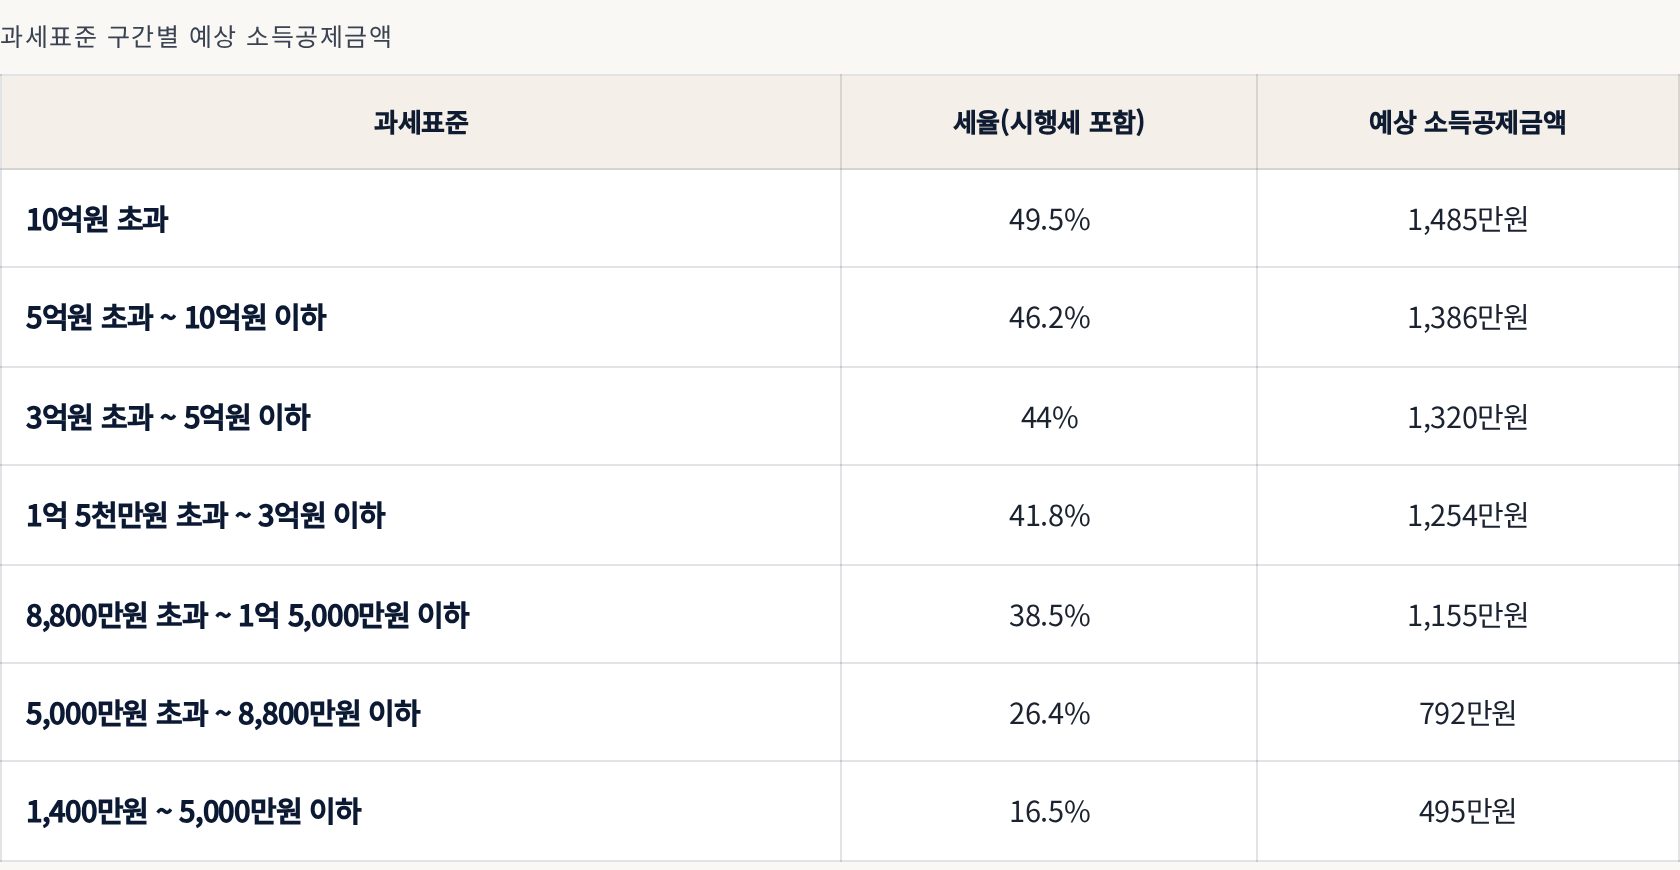 과세표준 구간별 예상 소득공제금액
과세표준 세율(시행세 포함) 예상 소득공제금액
10억원 초과 49.5% 1,485만원
5억원 초과 ~ 10억원 이하 46.2% 1,386만원
3억원 초과 ~ 5억원 이하 44% 1,320만원
1억 5천만원 초과 ~ 3억원 이하 41.8% 1,254만원
8,800만원 초과 ~ 1억 5,000만원 이하 38.5% 1,155만원
5,000만원 초과 ~ 8,800만원 이하 26.4% 792만원
1,400만원 ~ 5,000만원 이하 16.5% 495만원